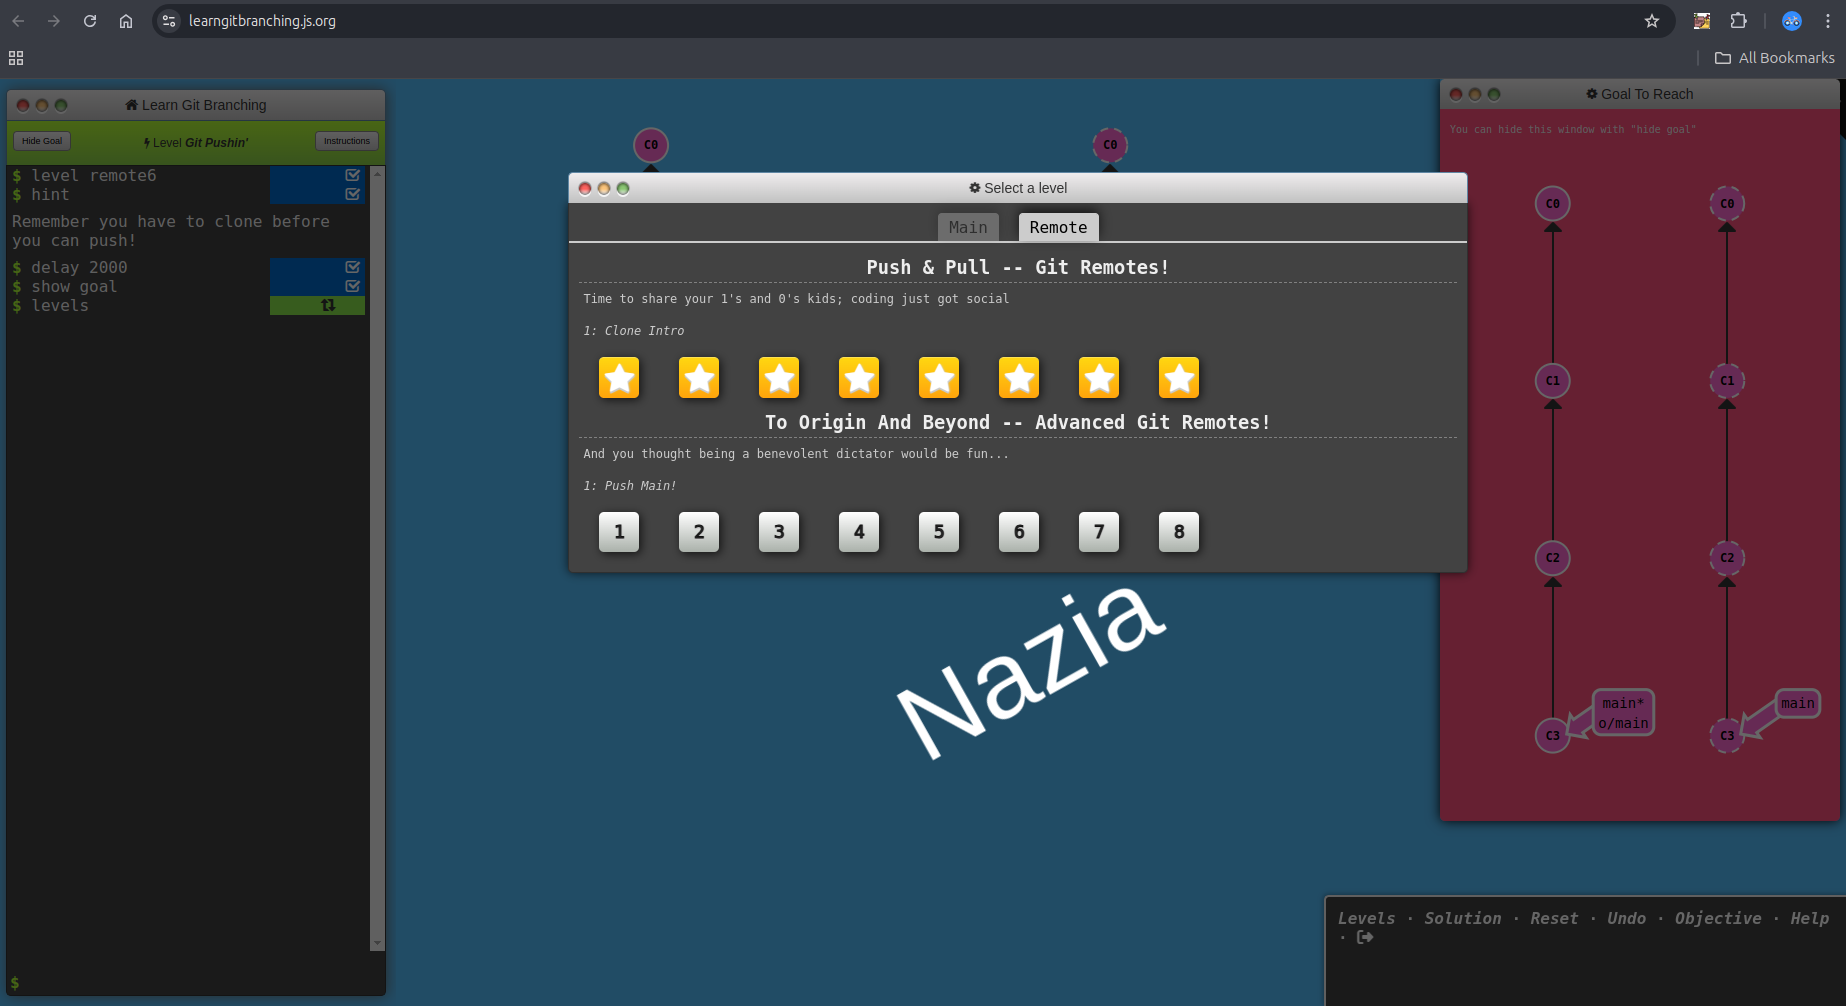 learngitbranching.js.org
All Bookmarks
Learn Git Branching
Hide Goal
Level Git Pushin'
Instructions
$ level remote6
$ hint
Remember you have to clone before
you can push!
$ delay 2000
$ show goal
$ levels
$
C0
C0
Select a level
Main
Remote
Push & Pull -- Git Remotes!
Time to share your 1's and 0's kids; coding just got social
1: Clone Intro
To Origin And Beyond -- Advanced Git Remotes!
And you thought being a benevolent dictator would be fun...
1: Push Main!
1 2 3 4 5 6 7 8
Nazia
Goal To Reach
You can hide this window with "hide goal"
C0 C0
C1 C1
C2 C2
main*
o/main
main
C3 C3
Levels · Solution · Reset · Undo · Objective · Help
·